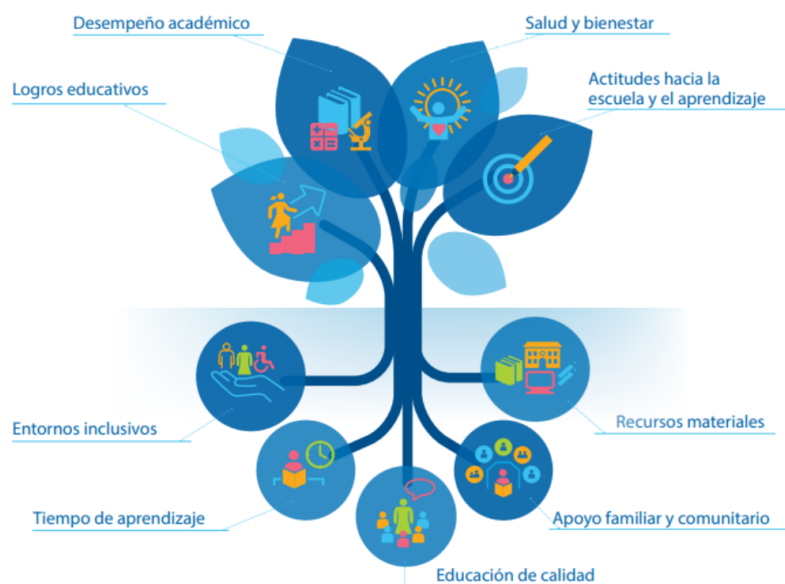 Desempeño académico
Salud y bienestar
Logros educativos
Actitudes hacia la
escuela y el aprendizaje
Entornos inclusivos
Recursos materiales
Tiempo de aprendizaje
Apoyo familiar y comunitario
Educación de calidad